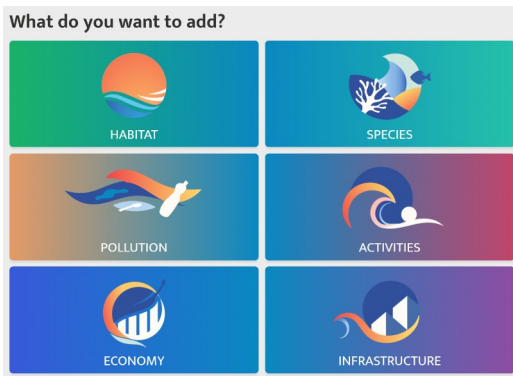 What do you want to add?
HABITAT
SPECIES
POLLUTION
ACTIVITIES
ECONOMY
INFRASTRUCTURE